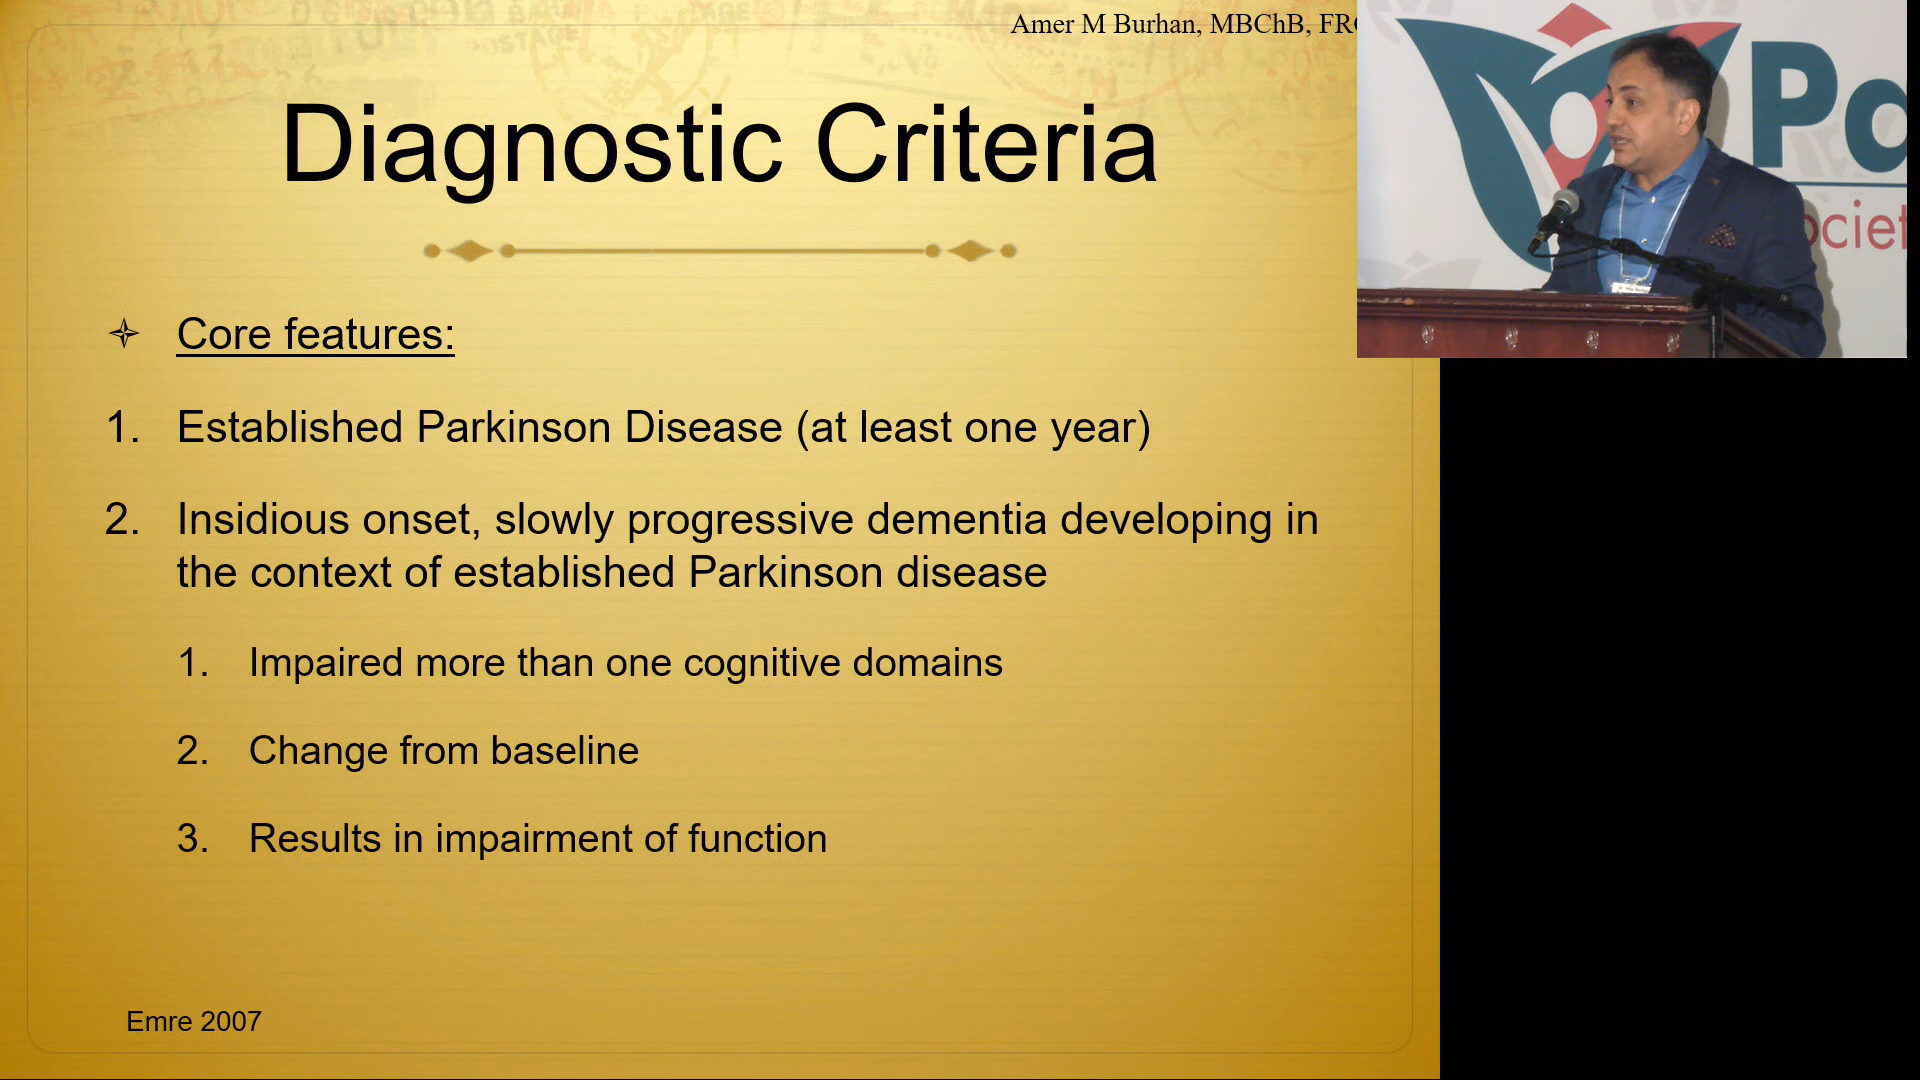 Amer M Burhan, MBChB,
Diagnostic Criteria
Core features:
1. Established Parkinson Disease (at least one year)
2. Insidious onset, slowly progressive dementia developing in
the context of established Parkinson disease
1. Impaired more than one cognitive domains
2. Change from baseline
3. Results in impairment of function
Emre 2007